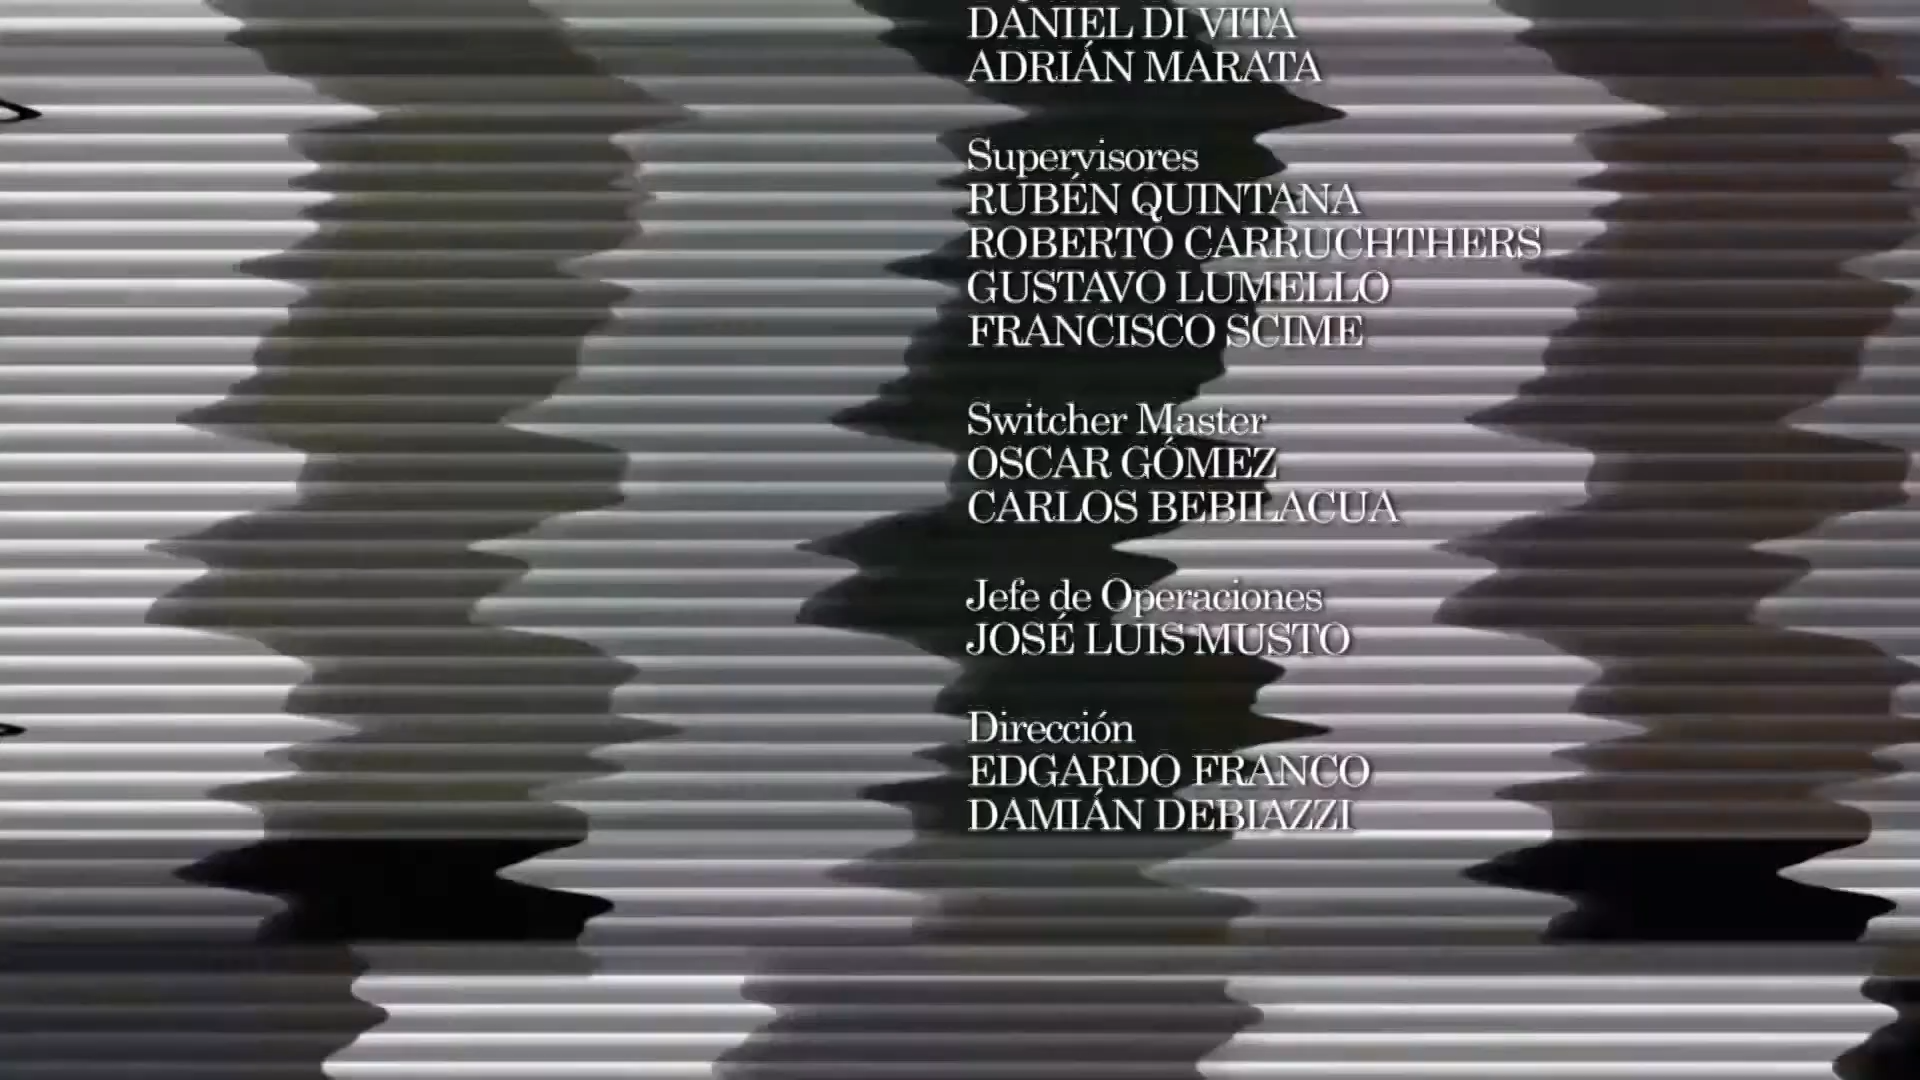 DANIEL DI VITA
ADRIÁN MARATA
Supervisores
RUBÉN QUINTANA
ROBERTO CARRUCHTHERS
GUSTAVO LUMELLO
FRANCISCO SCIME
Switcher Master
OSCAR GÓMEZ
CARLOS BEBILACUA
Jefe de Operaciones
JOSÉ LUIS MUSTO
Dirección
EDGARDO FRANCO
DAMIÁN DEBIAZZI